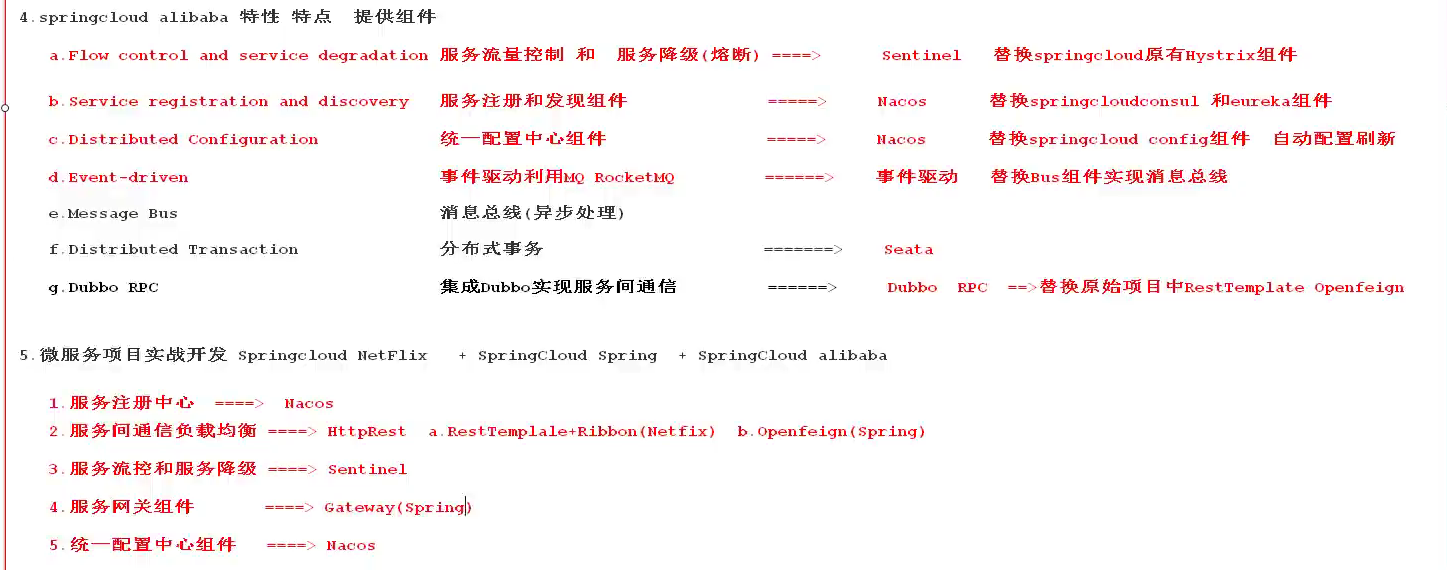 4.springcloud alibaba 特性 特点 提供组件
a.Flow control and service degradation 服务流量控制 和 服务降级(熔断) ====> Sentinel 替换springcloud原有Hystrix组件
b.Service registration and discovery 服务注册和发现组件 =====> Nacos 替换springcloudconsul 和eureka组件
c.Distributed Configuration 统一配置中心组件 =====> Nacos 替换springcloud config组件 自动配置刷新
d.Event-driven 事件驱动利用MQ RocketMQ ======> 事件驱动 替换Bus组件实现消息总线
e.Message Bus 消息总线(异步处理)
f.Distributed Transaction 分布式事务 =======> Seata
g.Dubbo RPC 集成Dubbo实现服务间通信 ======> Dubbo RPC ==>替换原始项目中RestTemplate Openfeign
5.微服务项目实战开发 Springcloud NetFlix + SpringCloud Spring + SpringCloud alibaba
1.服务注册中心 ====> Nacos
2.服务间通信负载均衡 ====> HttpRest a.RestTemplale+Ribbon(Netfix) b.Openfeign(Spring)
3.服务流控和服务降级 ====> Sentinel
4.服务网关组件 ====> Gateway(Spring)
5.统一配置中心组件 ====> Nacos